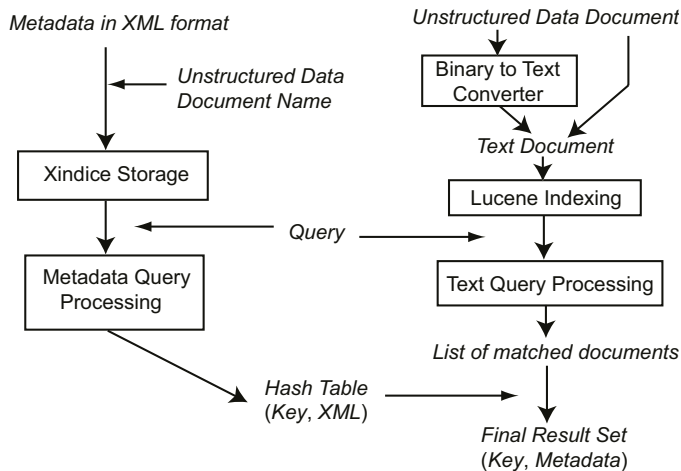 Metadata in XML format
Unstructured Data
Document Name
Xindice Storage
Metadata Query
Processing
Hash Table
(Key, XML)
Query
Unstructured Data Document
Binary to Text
Converter
Text Document
Lucene Indexing
Text Query Processing
List of matched documents
Final Result Set
(Key, Metadata)